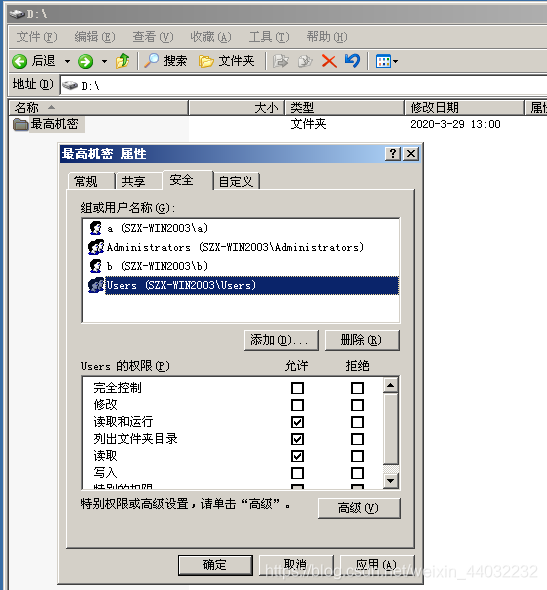 D:\
文件(F) 编辑(E) 查看(V) 收藏(A) 工具(T) 帮助(H)
后退 搜索 文件夹
地址(D) D:\
名称 大小 类型 修改日期 属性
最高机密 文件夹 2020-3-29 13:00
最高机密 属性
常规 共享 安全 自定义
组或用户名称(G):
a (SZX-WIN2003\a)
Administrators (SZX-WIN2003\Administrators)
b (SZX-WIN2003\b)
Users (SZX-WIN2003\Users)
添加(D)... 删除(R)
Users 的权限(P) 允许 拒绝
完全控制
修改
读取和运行
列出文件夹目录
读取
写入
特别的权限
特别权限或高级设置，请单击“高级”。 高级(V)
确定 取消 应用(A)
https://blog.csdn.net/weixin_44032232